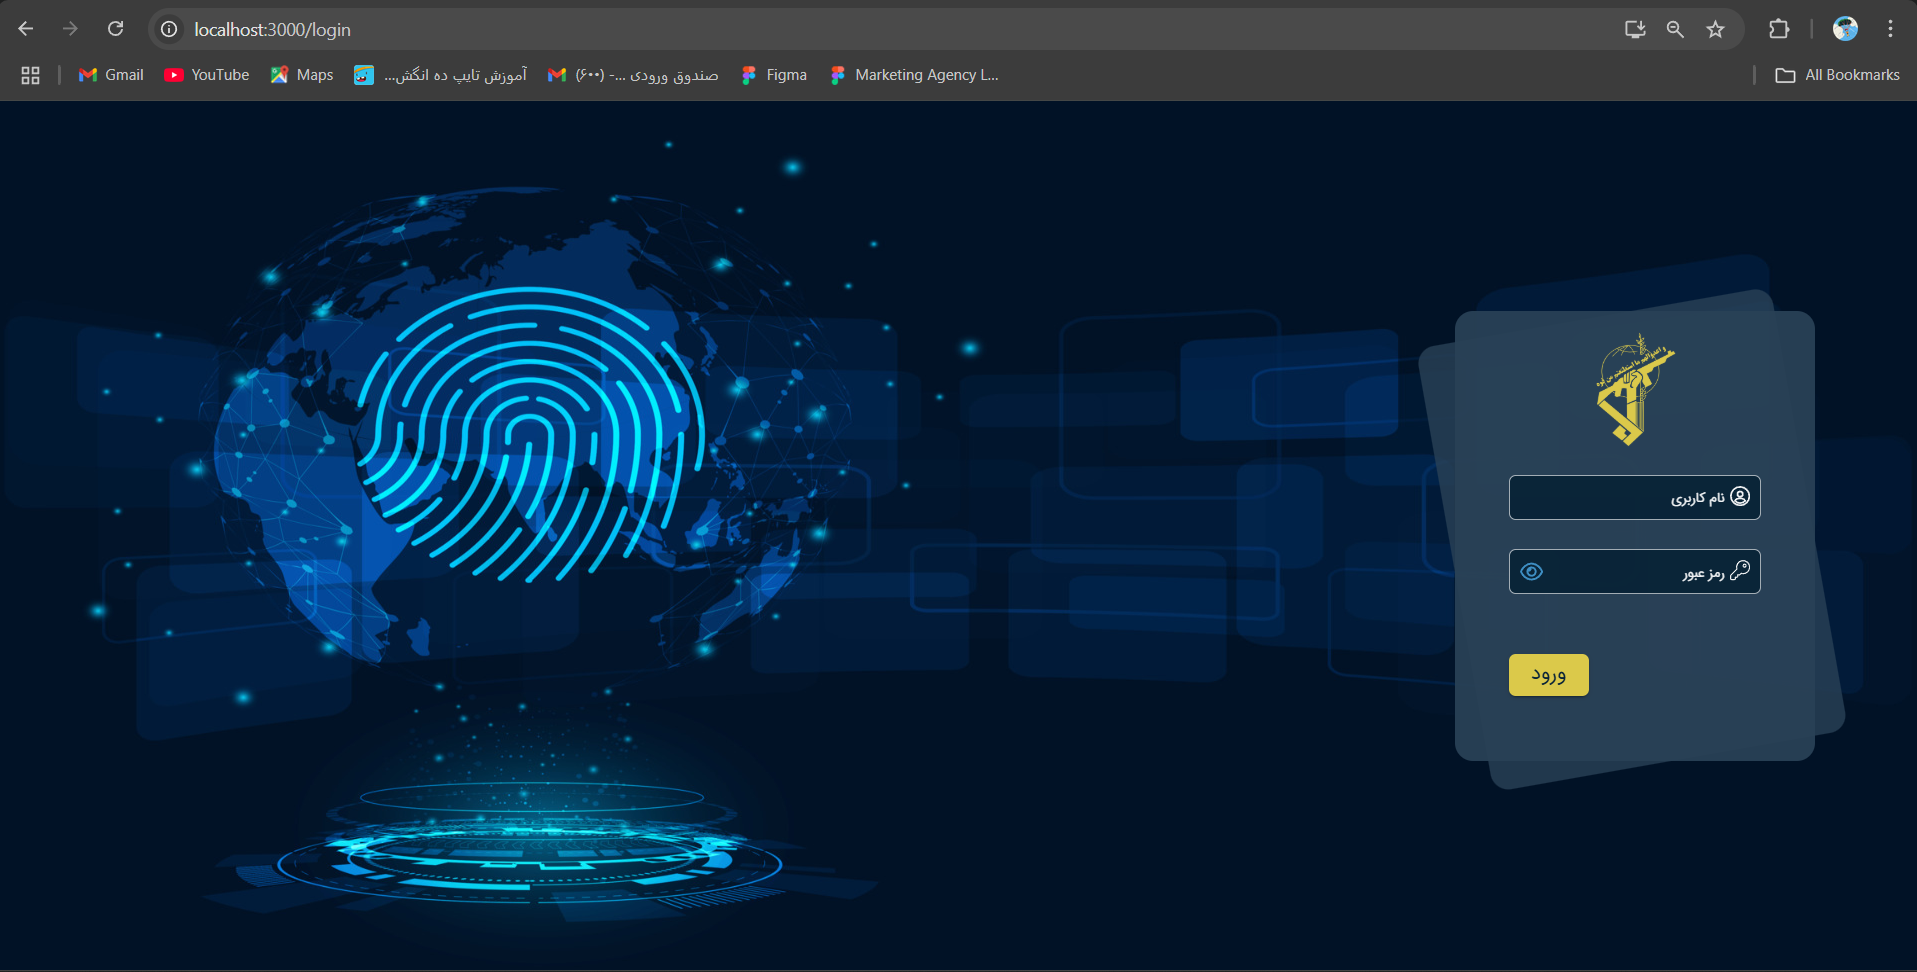 localhost:3000/login
Gmail
YouTube
Maps
آموزش تایپ ده انگش...
صندوق ورودی ...- (۶۰۰)
Figma
Marketing Agency L...
All Bookmarks
نام کاربری
رمز عبور
ورود